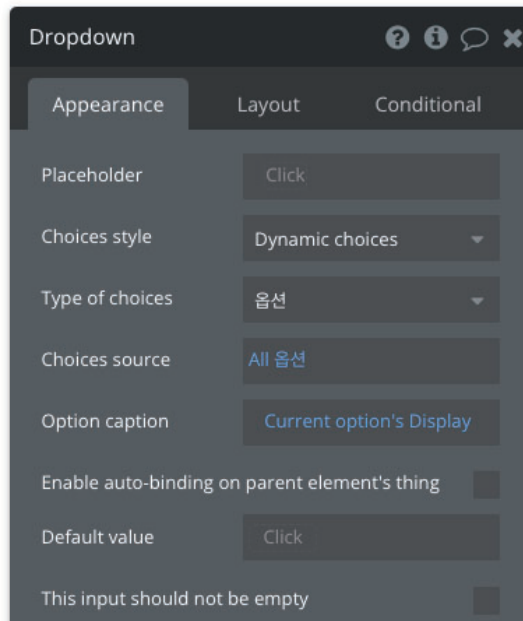 Dropdown
Appearance Layout Conditional
Placeholder Click
Choices style Dynamic choices
Type of choices 옵션
Choices source All 옵션
Option caption Current option's Display
Enable auto-binding on parent element's thing
Default value Click
This input should not be empty